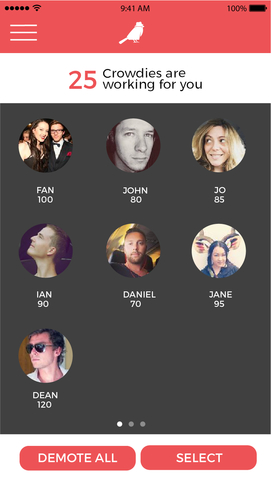 9:41 AM 100%
25 Crowdies are
working for you
FAN JOHN JO
100 80 85
IAN DANIEL JANE
90 70 95
DEAN
120
DEMOTE ALL SELECT